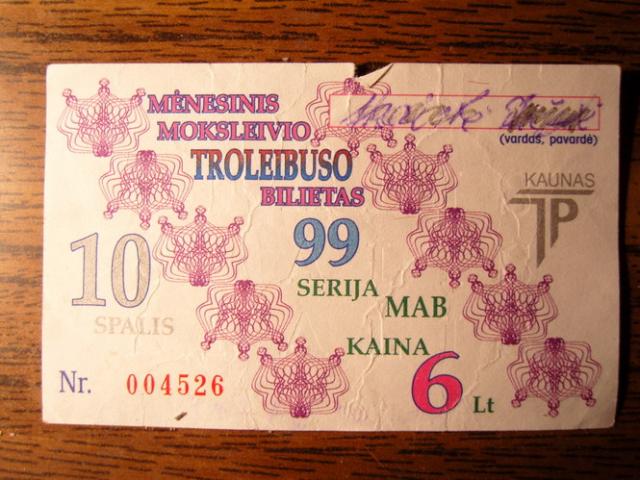 MĖNESINIS
MOKSLEIVIO
TROLEIBUSO
BILIETAS
(vardas, pavardė)
KAUNAS
TP
10
SPALIS
99
SERIJA MAB
KAINA 6 Lt
Nr. 004526